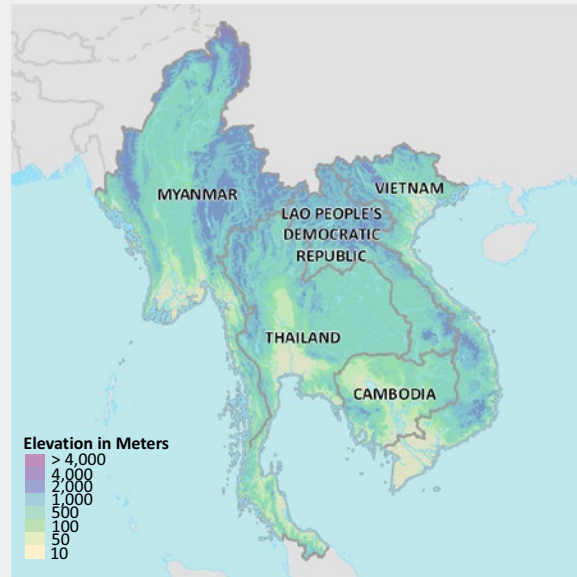 MYANMAR
VIETNAM
LAO PEOPLE'S
DEMOCRATIC
REPUBLIC
THAILAND
CAMBODIA
Elevation in Meters
> 4,000
4,000
2,000
1,000
500
100
50
10